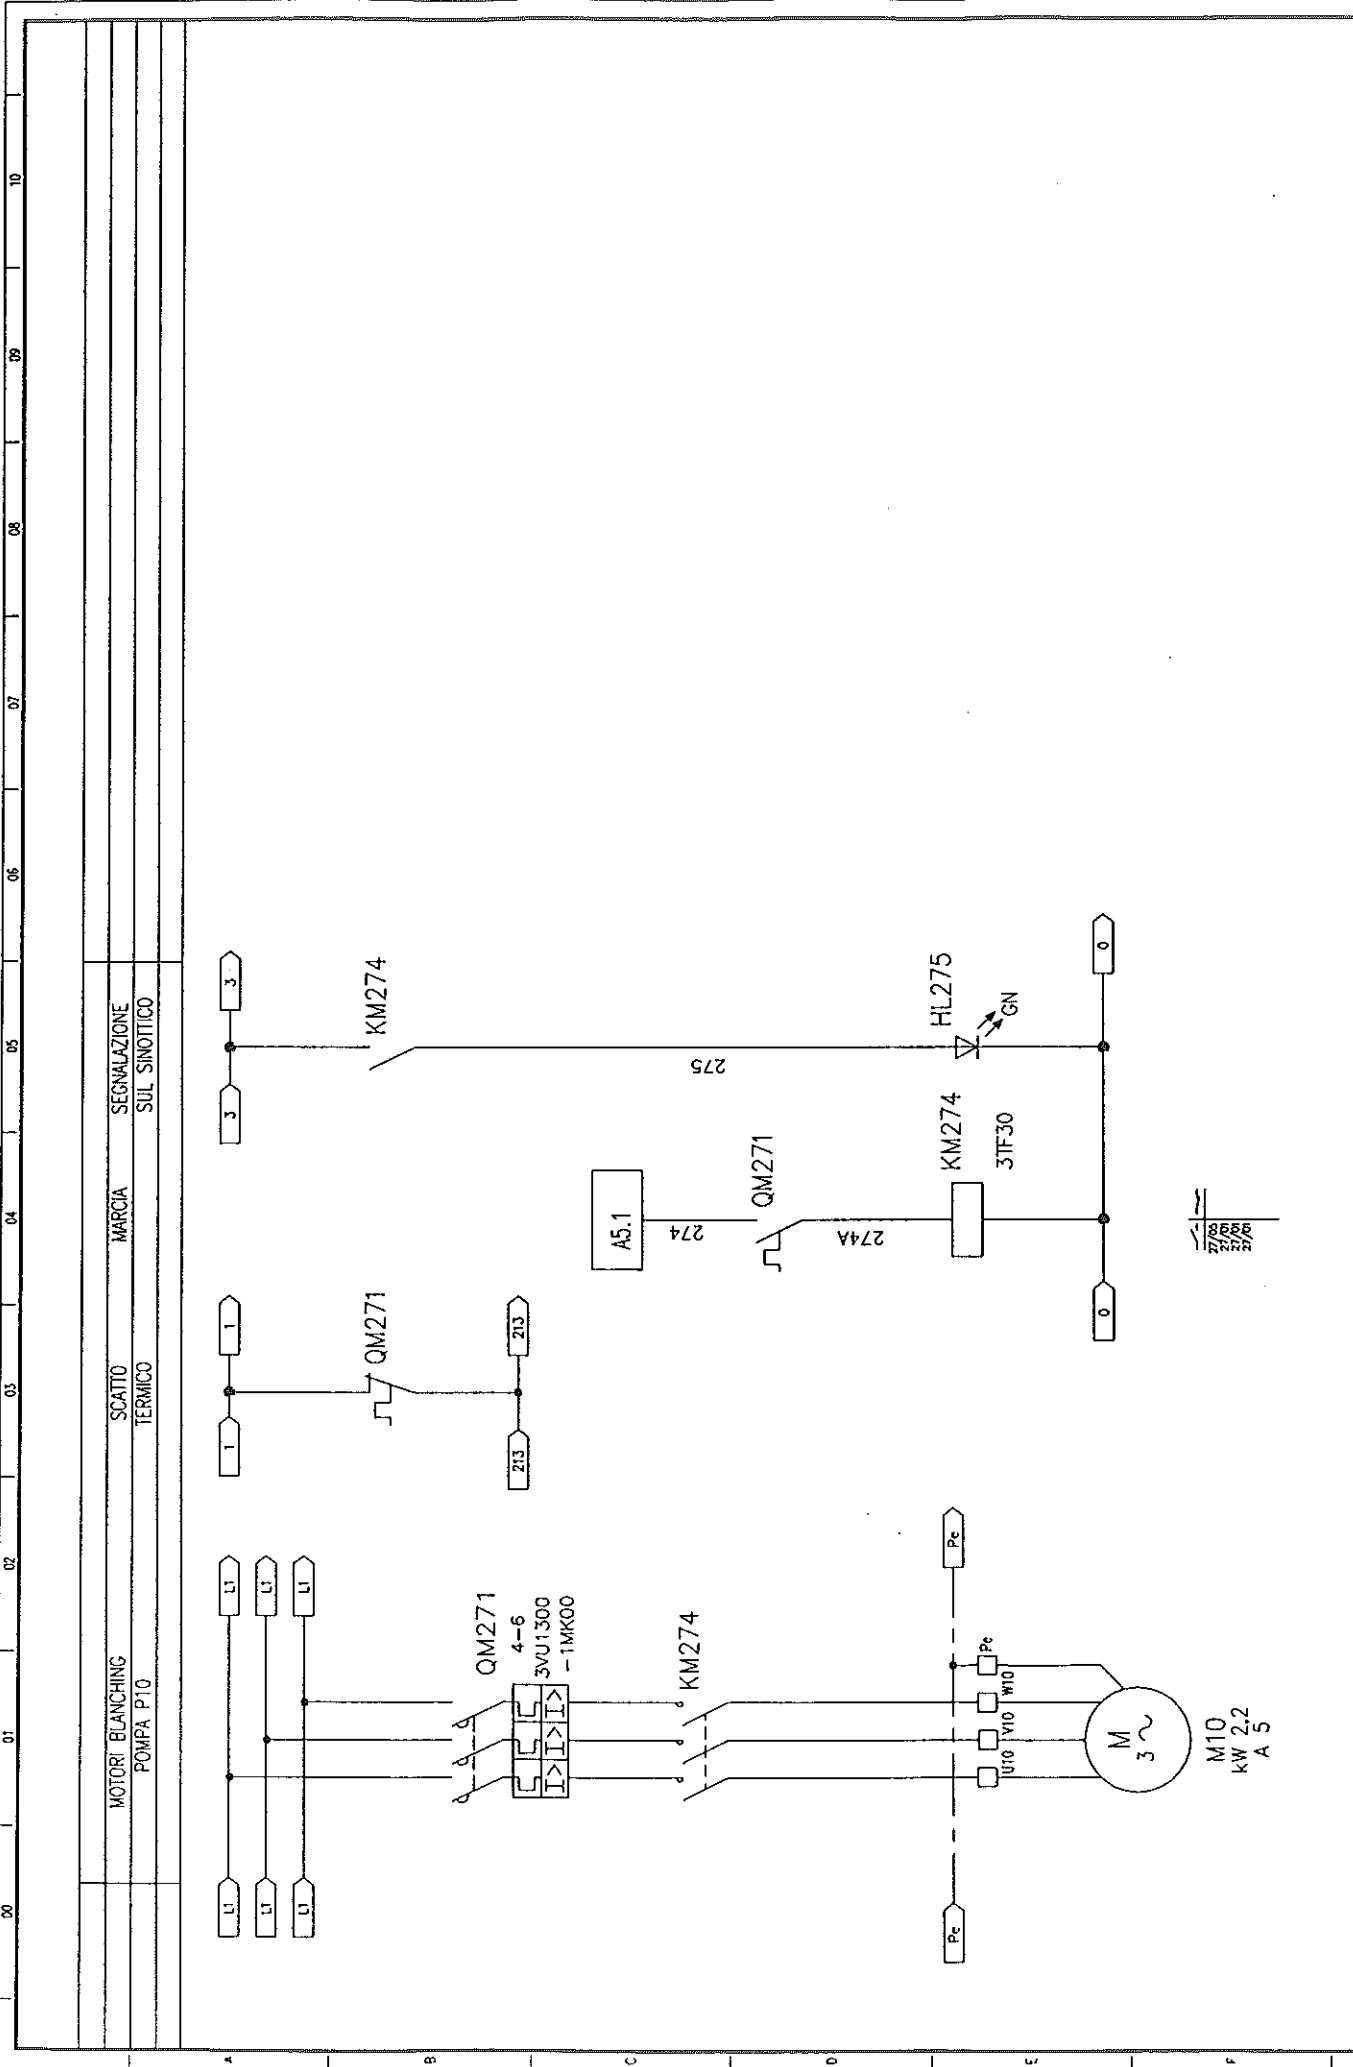 00
01
02
03
04
05
06
07
08
09
10
MOTORI BLANCHING
POMPA P10
SCATTO
TERMICO
MARCIA
SEGNALAZIONE
SUL SINOTTICO
A
B
C
D
E
F
L1
L1
L1
L1
L1
L1
QM271
4-6
3VU1300
-1MK00
KM274
Pe
Pe
U10
V10
W10
Pe
M
3~
M10
kW 2,2
A 5
1
1
QM271
213
213
A5.1
274
QM271
274A
KM274
3TF30
0
0
3
3
KM274
275
HL275
GN
27/05